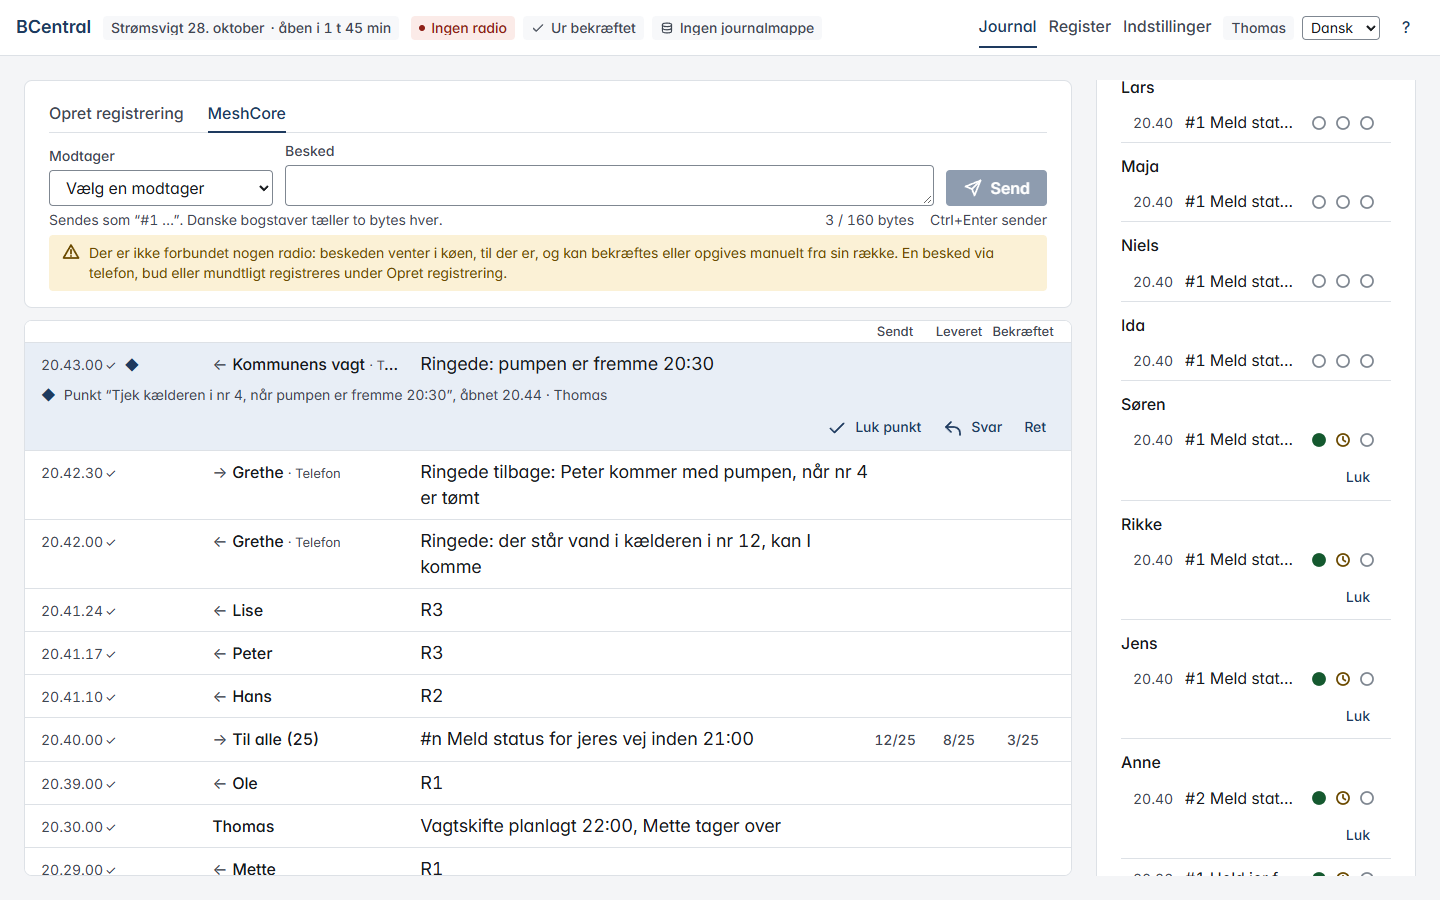 BCentral
Strømsvigt 28. oktober · åben i 1 t 45 min
Ingen radio
Ur bekræftet
Ingen journalmappe
Journal
Register
Indstillinger
Thomas
Dansk
?
Opret registrering
MeshCore
Modtager
Besked
Vælg en modtager
Send
Sendes som “#1 …”. Danske bogstaver tæller to bytes hver.
3 / 160 bytes
Ctrl+Enter sender
Der er ikke forbundet nogen radio: beskeden venter i køen, til der er, og kan bekræftes eller opgives manuelt fra sin række. En besked via
telefon, bud eller mundtligt registreres under Opret registrering.
Sendt Leveret Bekræftet
20.43.00 ← Kommunens vagt · T... Ringede: pumpen er fremme 20:30
Punkt “Tjek kælderen i nr 4, når pumpen er fremme 20:30”, åbnet 20.44 · Thomas
Luk punkt Svar Ret
20.42.30 → Grethe · Telefon Ringede tilbage: Peter kommer med pumpen, når nr 4
er tømt
20.42.00 ← Grethe · Telefon Ringede: der står vand i kælderen i nr 12, kan I
komme
20.41.24 ← Lise R3
20.41.17 ← Peter R3
20.41.10 ← Hans R2
20.40.00 → Til alle (25) #n Meld status for jeres vej inden 21:00 12/25 8/25 3/25
20.39.00 ← Ole R1
20.30.00 Thomas Vagtskifte planlagt 22:00, Mette tager over
20.29.00 ← Mette R1
Lars
20.40 #1 Meld stat...
Maja
20.40 #1 Meld stat...
Niels
20.40 #1 Meld stat...
Ida
20.40 #1 Meld stat...
Søren
20.40 #1 Meld stat...
Luk
Rikke
20.40 #1 Meld stat...
Luk
Jens
20.40 #1 Meld stat...
Luk
Anne
20.40 #2 Meld stat...
Luk